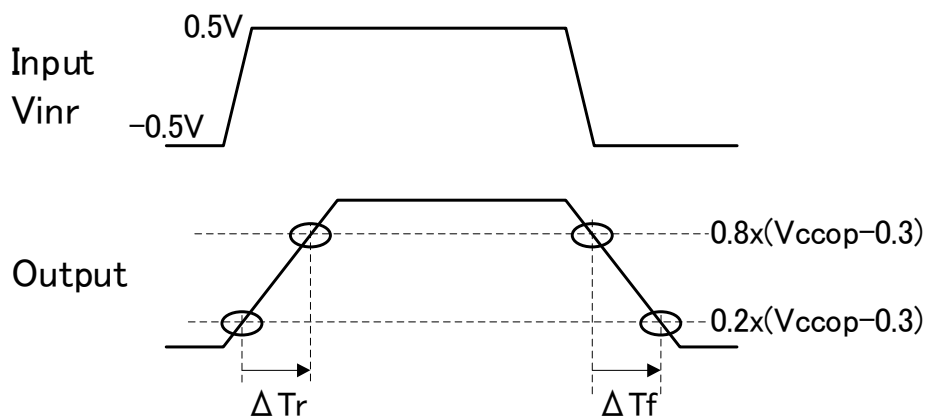 0.5V
Input
Vinr
-0.5V
0.8x(Vccop-0.3)
Output
0.2x(Vccop-0.3)
ΔTr
ΔTf